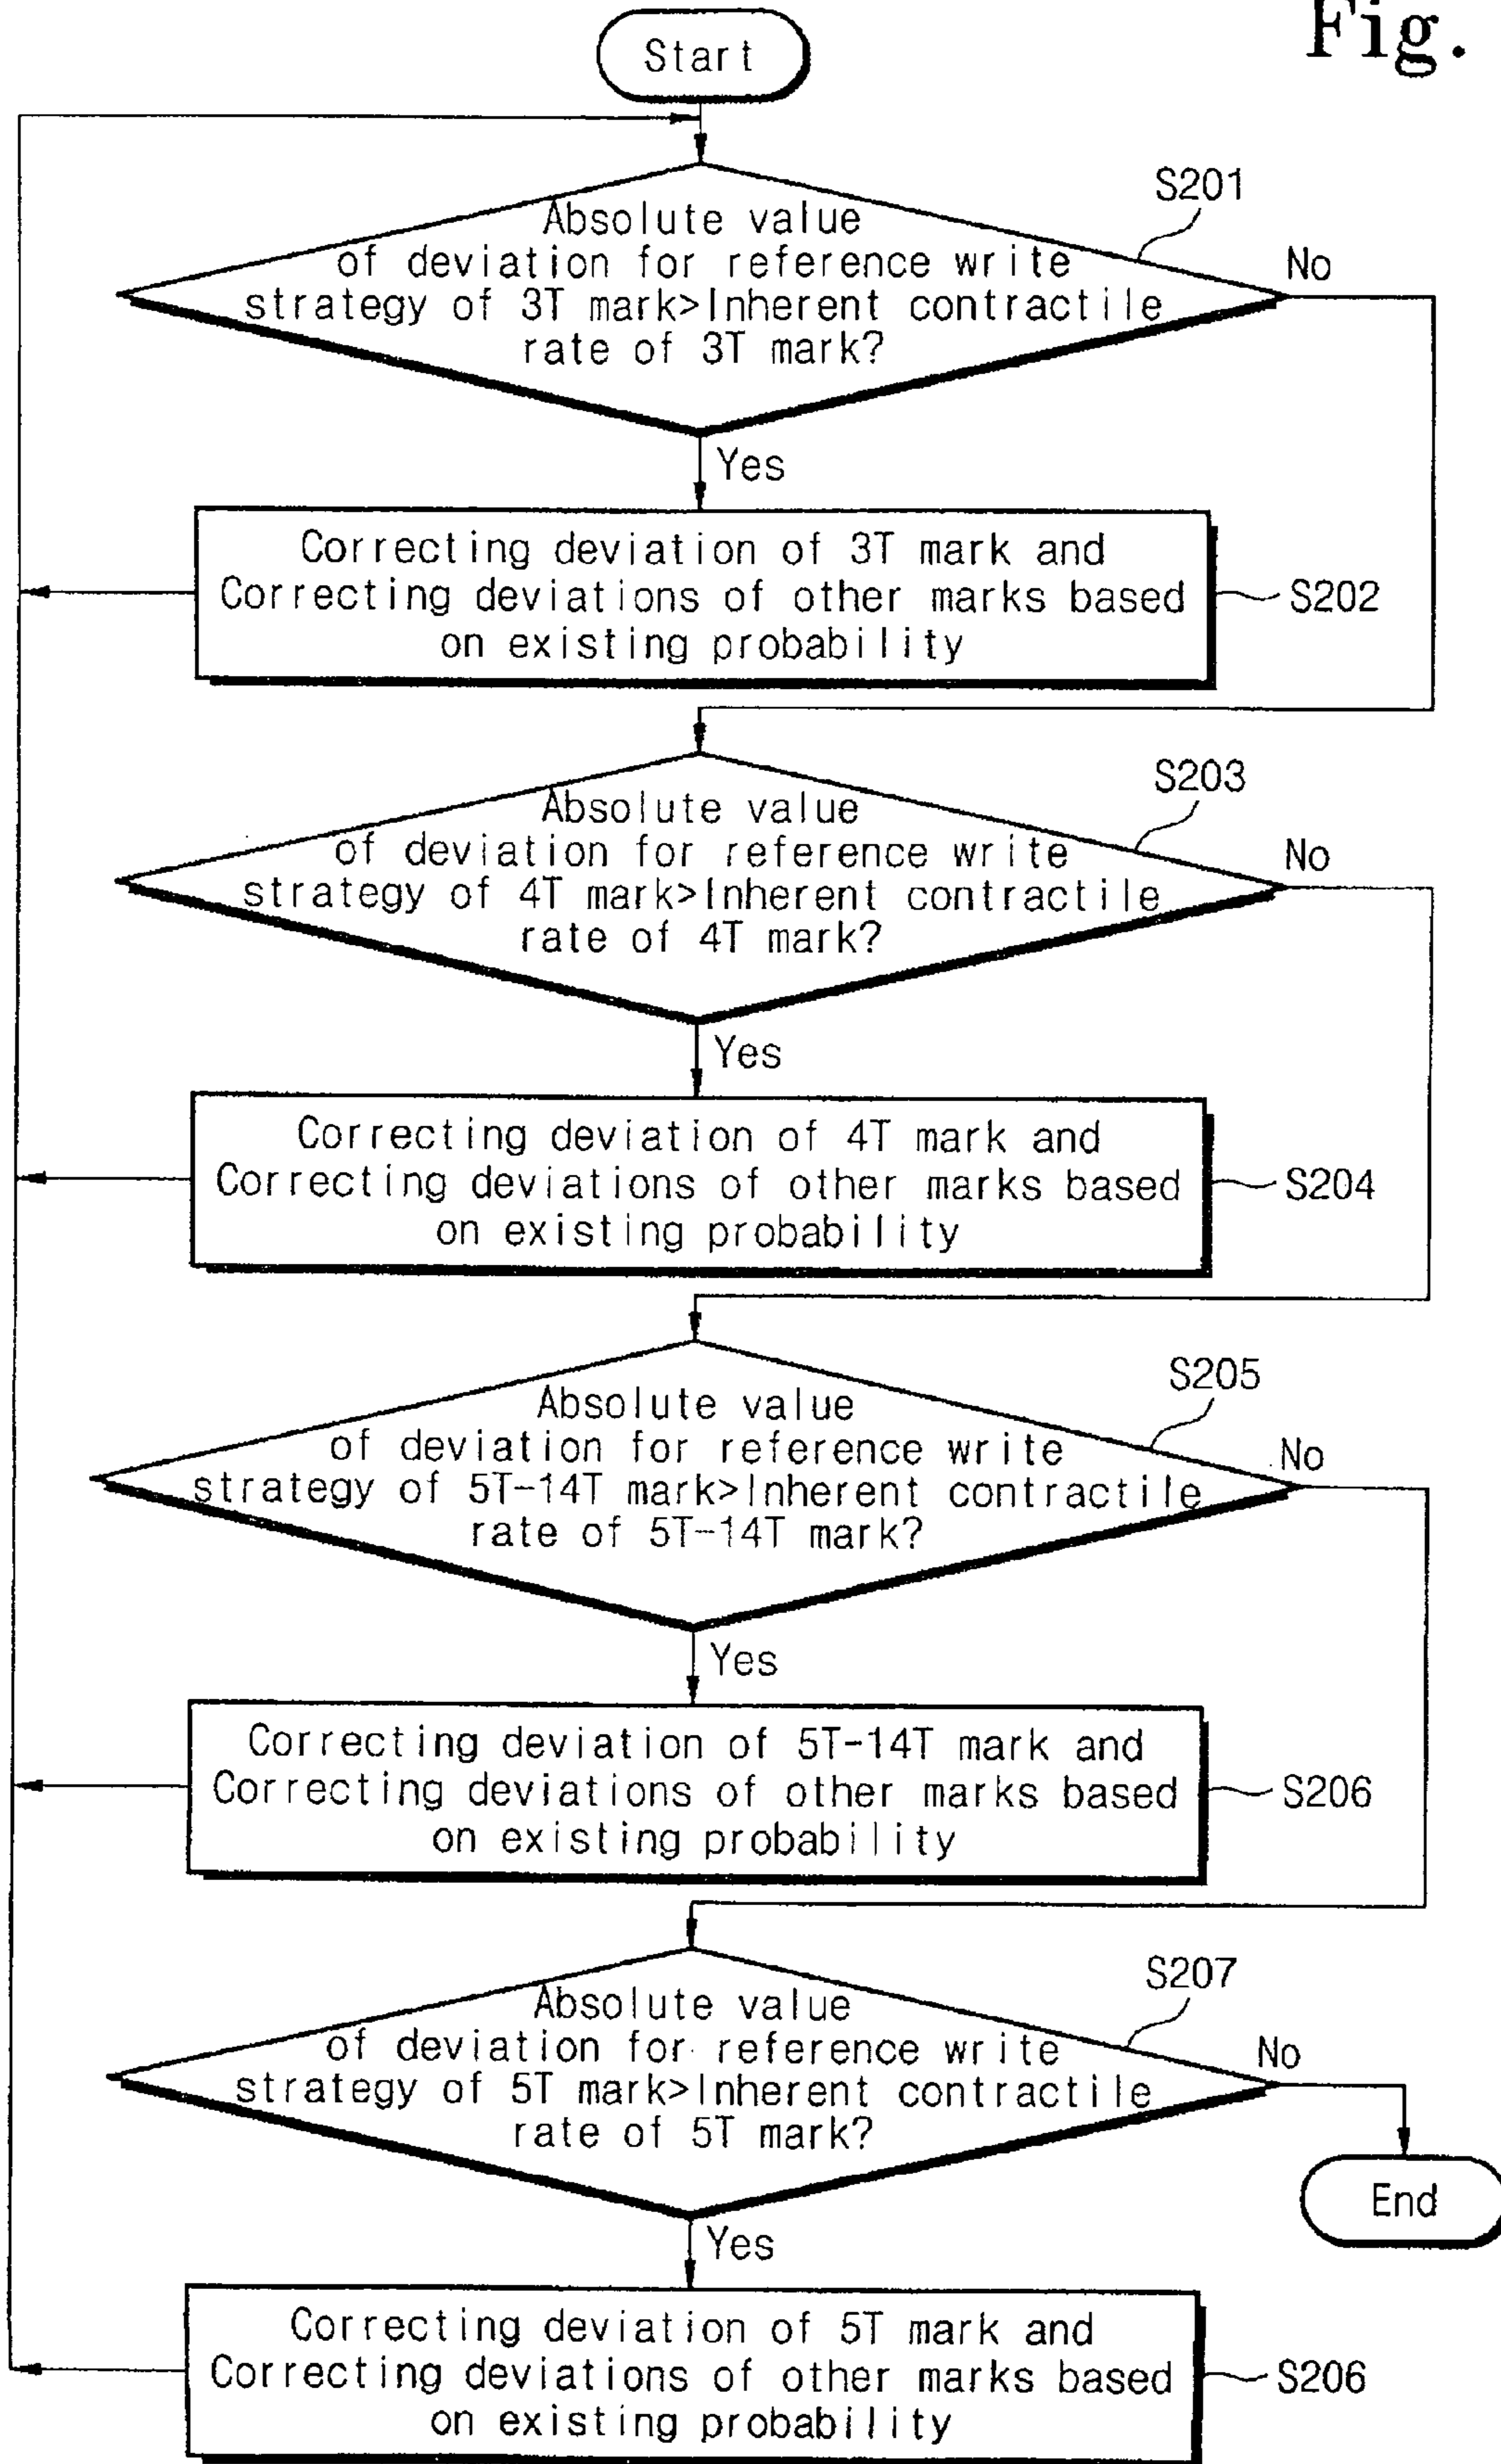 Fig.
Start
S201
Absolute value
of deviation for reference write
strategy of 3T mark>Inherent contractile
rate of 3T mark?
No
Yes
Correcting deviation of 3T mark and
Correcting deviations of other marks based
on existing probability
S202
S203
Absolute value
of deviation for reference write
strategy of 4T mark>Inherent contractile
rate of 4T mark?
No
Yes
Correcting deviation of 4T mark and
Correcting deviations of other marks based
on existing probability
S204
S205
Absolute value
of deviation for reference write
strategy of 5T-14T mark>Inherent contractile
rate of 5T-14T mark?
No
Yes
Correcting deviation of 5T-14T mark and
Correcting deviations of other marks based
on existing probability
S206
S207
Absolute value
of deviation for reference write
strategy of 5T mark>Inherent contractile
rate of 5T mark?
No
End
Yes
Correcting deviation of 5T mark and
Correcting deviations of other marks based
on existing probability
S206